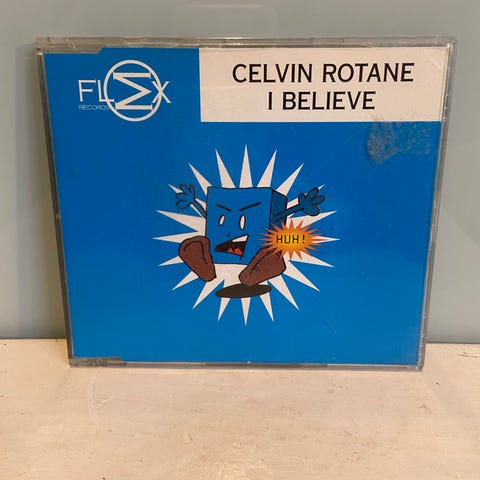 FLEX
RECORDS
CELVIN ROTANE
I BELIEVE
HUH!